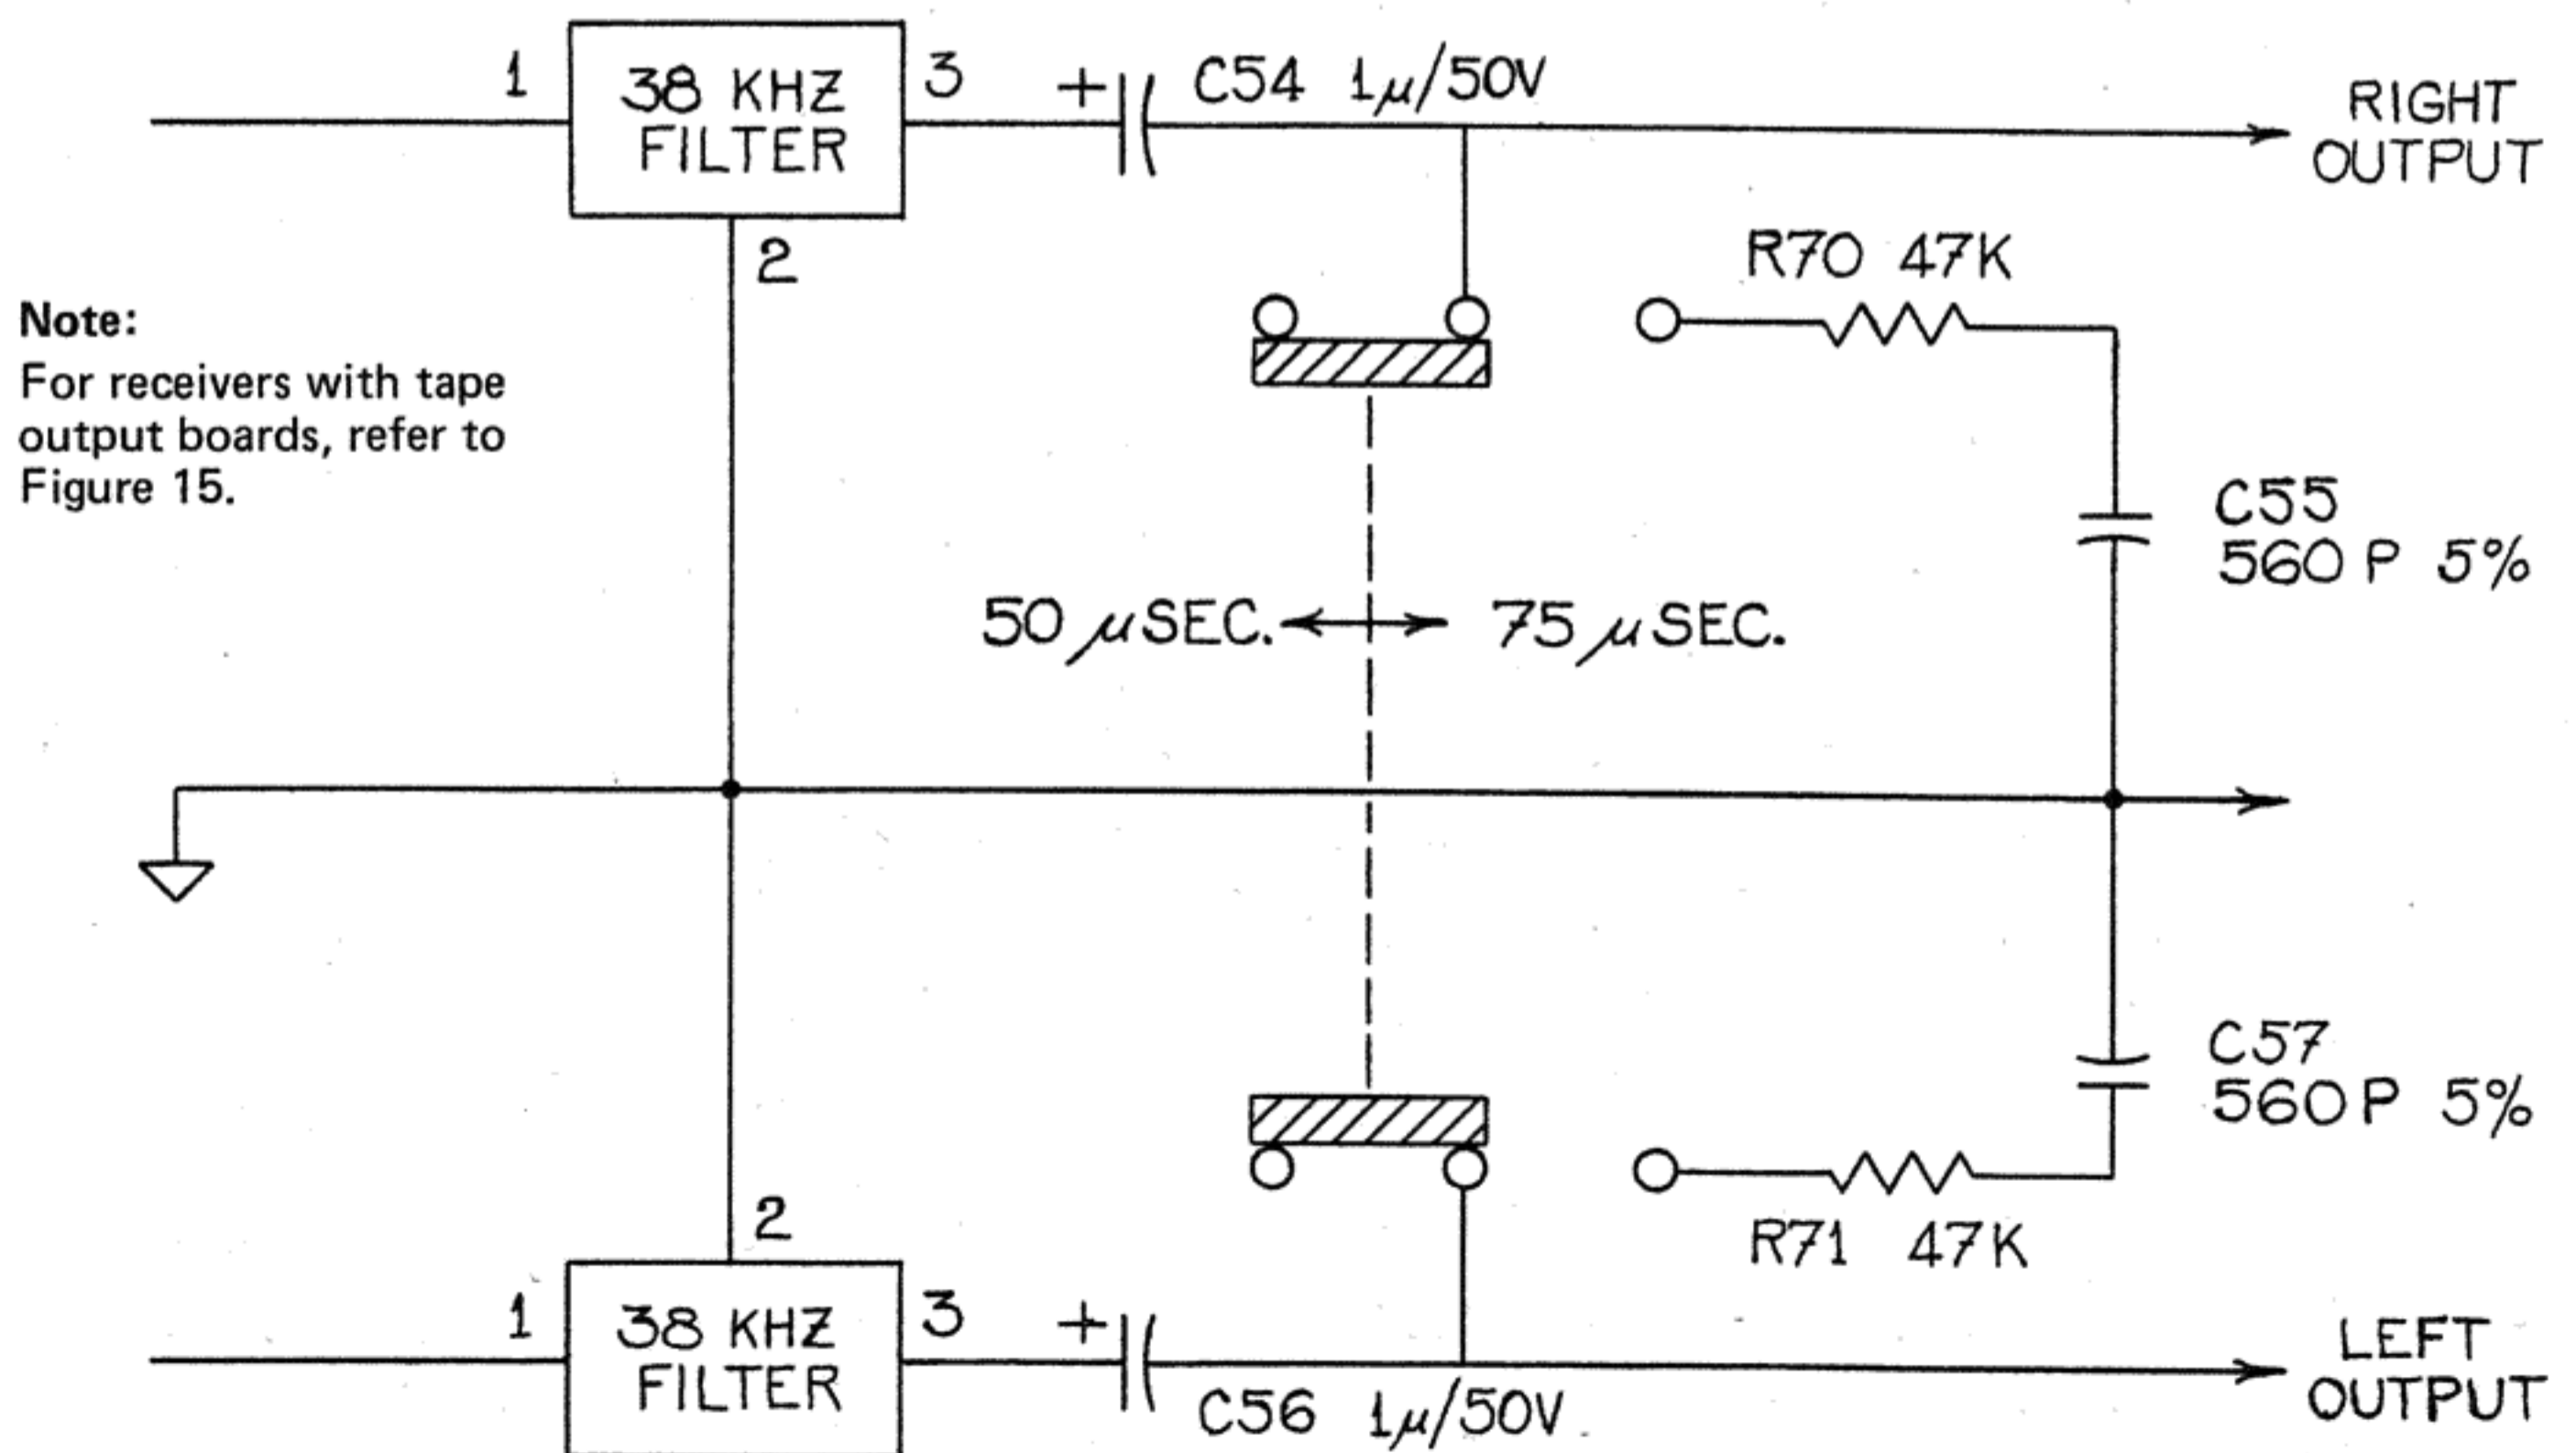 1
38 KHZ
FILTER
3
+
C54 1µ/50V
RIGHT
OUTPUT
2
R70 47K
Note:
For receivers with tape
output boards, refer to
Figure 15.
C55
560 P 5%
50 µSEC.
75 µSEC.
C57
560 P 5%
2
R71 47K
1
38 KHZ
FILTER
3
+
C56 1µ/50V
LEFT
OUTPUT